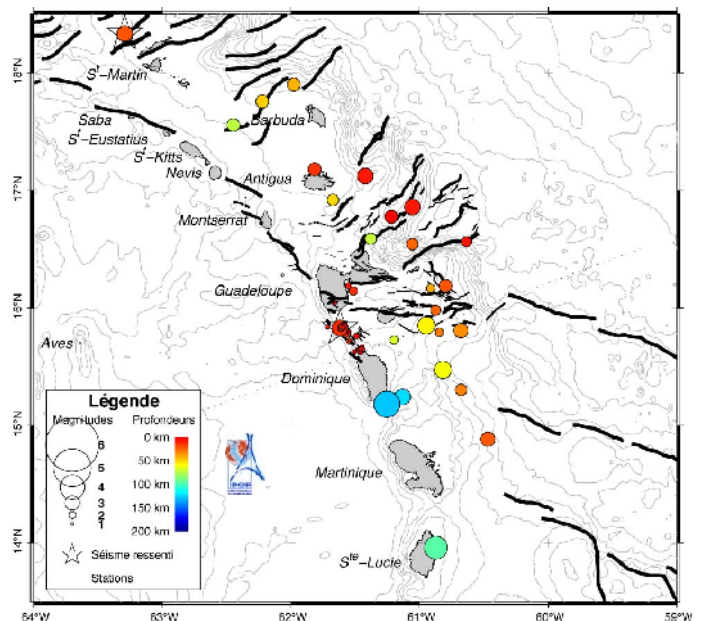 18°N
17°N
16°N
15°N
14°N
64°W
63°W
62°W
61°W
60°W
59°W
Sᵗ-Martin
Saba
Sᵗ-Eustatius
Sᵗ-Kitts
Nevis
Barbuda
Antigua
Montserrat
Guadeloupe
Aves
Dominique
Martinique
Sᵗᵉ-Lucie
Légende
Magnitudes
Profondeurs
6
5
4
3
2
1
0 km
50 km
100 km
150 km
200 km
Séisme ressenti
Stations